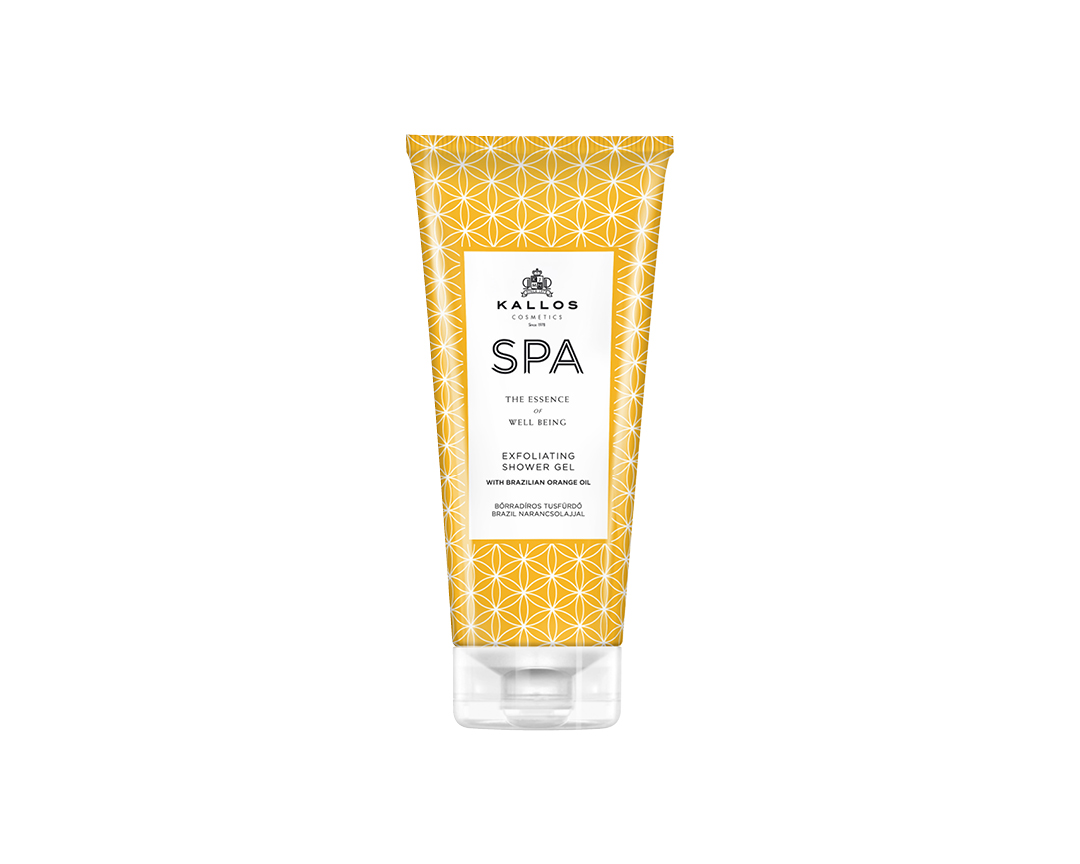 KALLOS
COSMETICS
Since 1978
SPA
THE ESSENCE
OF
WELL BEING
EXFOLIATING
SHOWER GEL
WITH BRAZILIAN ORANGE OIL
BŐRRADÍROS TUSFÜRDŐ
BRAZIL NARANCSOLAJJAL